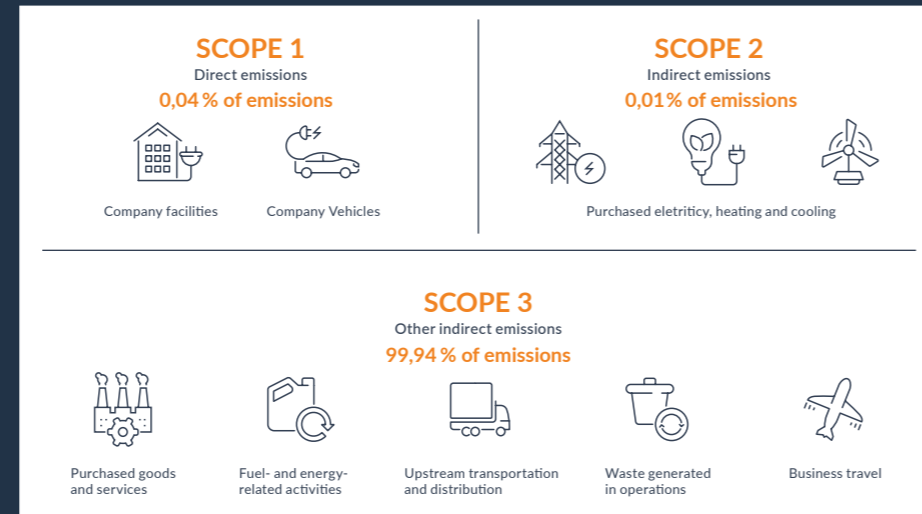 SCOPE 1
Direct emissions
0,04 % of emissions
Company facilities
Company Vehicles
SCOPE 2
Indirect emissions
0,01% of emissions
Purchased eletriticy, heating and cooling
SCOPE 3
Other indirect emissions
99,94 % of emissions
Purchased goods
and services
Fuel- and energy-
related activities
Upstream transportation
and distribution
Waste generated
in operations
Business travel